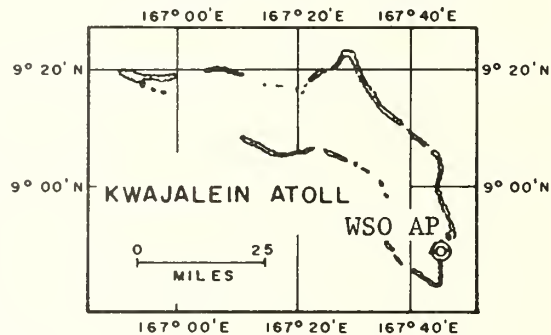 167° 00'E 167° 20'E 167° 40'E
9° 20'N 9° 20'N
9° 00'N 9° 00'N
KWAJALEIN ATOLL
WSO AP
0 25
MILES
167° 00'E 167° 20'E 167° 40'E